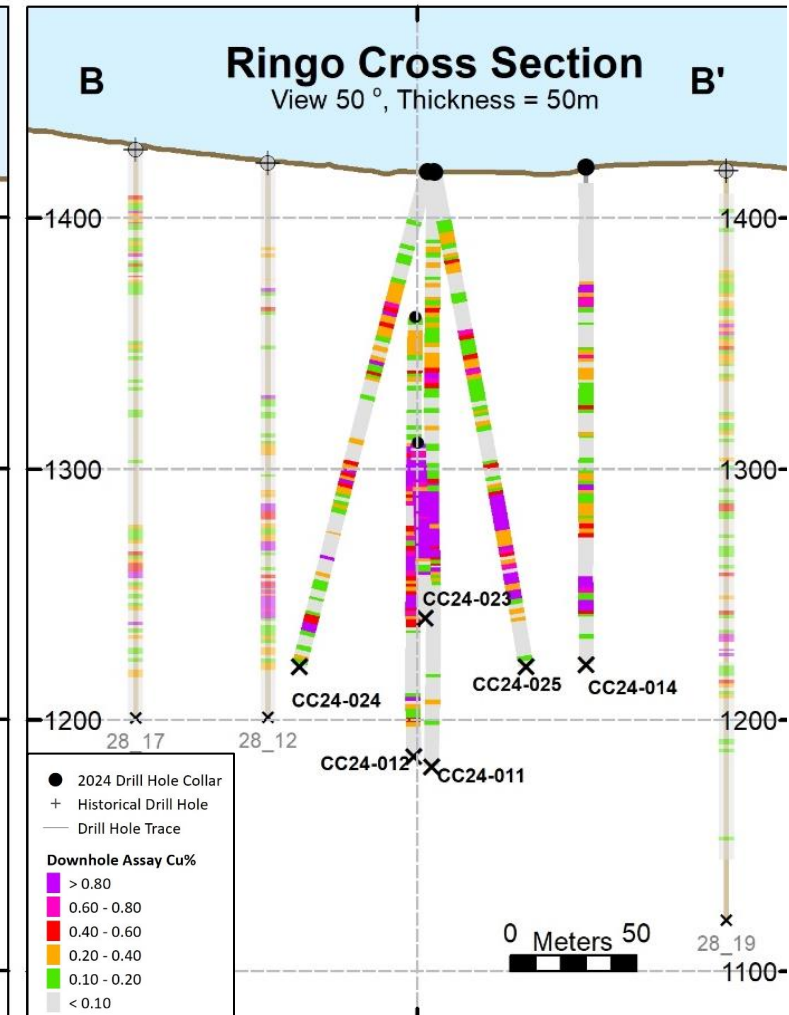 Ringo Cross Section
B
B'
View 50 °, Thickness = 50m
1400
1400
1300
1300
CC24-023
CC24-025
CC24-014
CC24-024
1200
1200
28_17
28_12
CC24-012
CC24-011
2024 Drill Hole Collar
Historical Drill Hole
Drill Hole Trace
Downhole Assay Cu%
> 0.80
0.60 - 0.80
0.40 - 0.60
0.20 - 0.40
0.10 - 0.20
< 0.10
0 Meters 50
28_19
1100